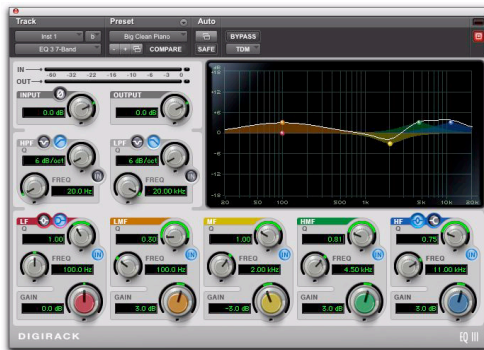 Track Preset Auto
Inst 1 b Big Clean Piano BYPASS
EQ 3 7-Band - + COMPARE SAFE TDM
IN
-60 -32 -22 -16 -10 -6 -3 0
OUT
INPUT OUTPUT
0.0 dB 0.0 dB
HPF LPF
Q Q
6 dB/oct 6 dB/oct
FREQ IN FREQ IN
20.0 Hz 20.00 kHz
dB
+18
+12
+6
0
-6
-12
-18
20 50 100 500 1k 5k 10k 20k
LF LMF MF HMF HF
Q Q Q Q Q
1.00 0.30 1.00 0.81 0.75
FREQ IN FREQ IN FREQ IN FREQ IN FREQ IN
100.0 Hz 100.0 Hz 2.00 kHz 4.50 kHz 11.00 kHz
GAIN GAIN GAIN GAIN GAIN
0.0 dB 3.0 dB -3.0 dB 3.0 dB 3.0 dB
DIGIRACK EQ III